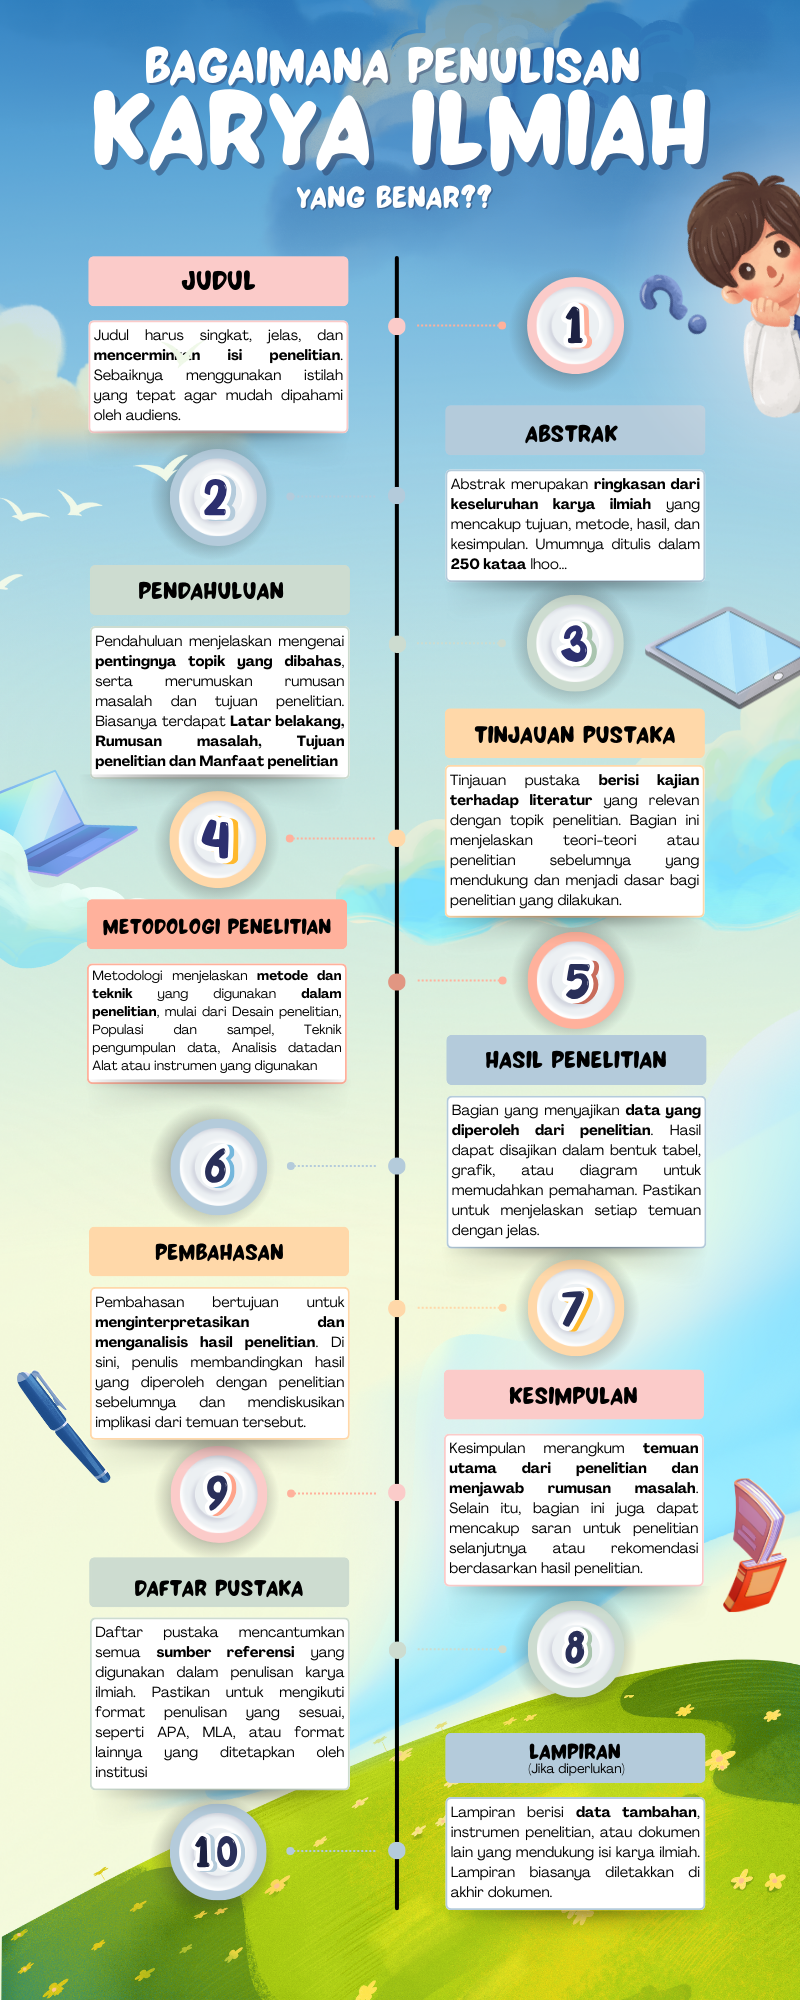 BAGAIMANA PENULISAN
KARYA ILMIAH
YANG BENAR??
JUDUL
1
Judul harus singkat, jelas, dan
mencerminkan isi penelitian.
Sebaiknya menggunakan istilah
yang tepat agar mudah dipahami
oleh audiens.
2
ABSTRAK
Abstrak merupakan ringkasan dari
keseluruhan karya ilmiah yang
mencakup tujuan, metode, hasil, dan
kesimpulan. Umumnya ditulis dalam
250 kataa lhoo...
PENDAHULUAN
3
Pendahuluan menjelaskan mengenai
pentingnya topik yang dibahas,
serta merumuskan rumusan
masalah dan tujuan penelitian.
Biasanya terdapat Latar belakang,
Rumusan masalah, Tujuan
penelitian dan Manfaat penelitian
4
TINJAUAN PUSTAKA
Tinjauan pustaka berisi kajian
terhadap literatur yang relevan
dengan topik penelitian. Bagian ini
menjelaskan teori-teori atau
penelitian sebelumnya yang
mendukung dan menjadi dasar bagi
penelitian yang dilakukan.
METODOLOGI PENELITIAN
5
Metodologi menjelaskan metode dan
teknik yang digunakan dalam
penelitian, mulai dari Desain penelitian,
Populasi dan sampel, Teknik
pengumpulan data, Analisis datadan
Alat atau instrumen yang digunakan
6
HASIL PENELITIAN
Bagian yang menyajikan data yang
diperoleh dari penelitian. Hasil
dapat disajikan dalam bentuk tabel,
grafik, atau diagram untuk
memudahkan pemahaman. Pastikan
untuk menjelaskan setiap temuan
dengan jelas.
PEMBAHASAN
7
Pembahasan bertujuan untuk
menginterpretasikan dan
menganalisis hasil penelitian. Di
sini, penulis membandingkan hasil
yang diperoleh dengan penelitian
sebelumnya dan mendiskusikan
implikasi dari temuan tersebut.
9
KESIMPULAN
Kesimpulan merangkum temuan
utama dari penelitian dan
menjawab rumusan masalah.
Selain itu, bagian ini juga dapat
mencakup saran untuk penelitian
selanjutnya atau rekomendasi
berdasarkan hasil penelitian.
DAFTAR PUSTAKA
8
Daftar pustaka mencantumkan
semua sumber referensi yang
digunakan dalam penulisan karya
ilmiah. Pastikan untuk mengikuti
format penulisan yang sesuai,
seperti APA, MLA, atau format
lainnya yang ditetapkan oleh
institusi
10
LAMPIRAN
(Jika diperlukan)
Lampiran berisi data tambahan,
instrumen penelitian, atau dokumen
lain yang mendukung isi karya ilmiah.
Lampiran biasanya diletakkan di
akhir dokumen.